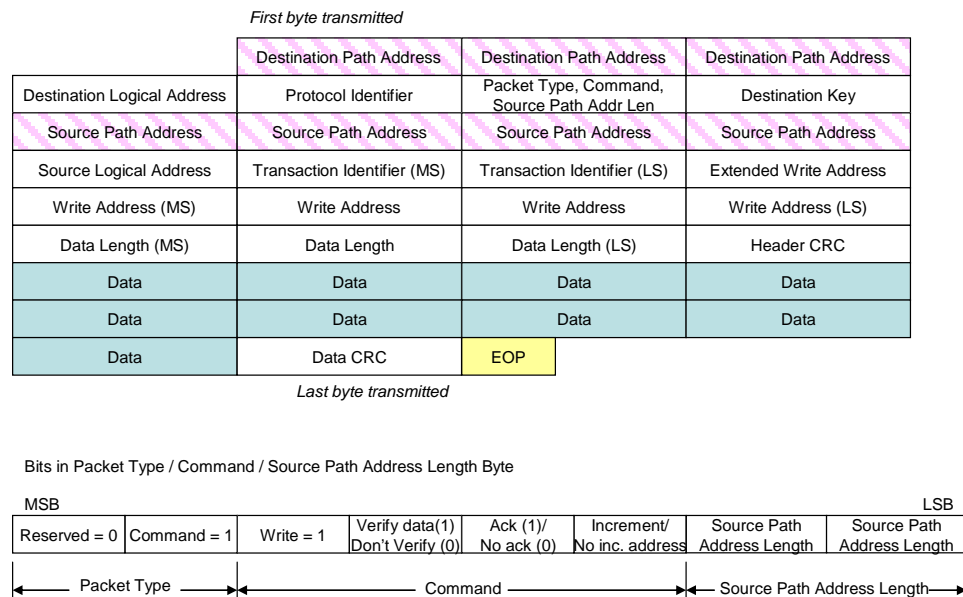 First byte transmitted
Destination Path Address Destination Path Address Destination Path Address
Destination Logical Address Protocol Identifier Packet Type, Command, Source Path Addr Len Destination Key
Source Path Address Source Path Address Source Path Address Source Path Address
Source Logical Address Transaction Identifier (MS) Transaction Identifier (LS) Extended Write Address
Write Address (MS) Write Address Write Address Write Address (LS)
Data Length (MS) Data Length Data Length (LS) Header CRC
Data Data Data Data
Data Data Data Data
Data Data CRC EOP
Last byte transmitted
Bits in Packet Type / Command / Source Path Address Length Byte
MSB LSB
Reserved = 0 Command = 1 Write = 1 Verify data(1) Don't Verify (0) Ack (1)/ No ack (0) Increment/ No inc. address Source Path Address Length Source Path Address Length
Packet Type Command Source Path Address Length